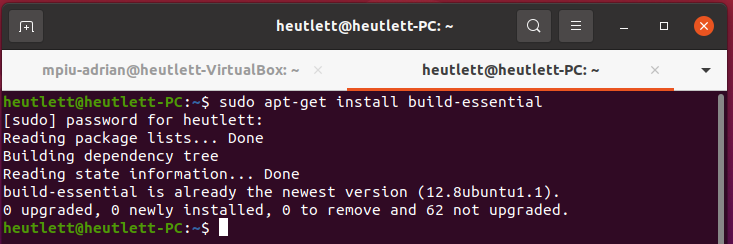 heutlett@heutlett-PC: ~
mpiu-adrian@heutlett-VirtualBox: ~
heutlett@heutlett-PC: ~
heutlett@heutlett-PC:~$ sudo apt-get install build-essential
[sudo] password for heutlett:
Reading package lists... Done
Building dependency tree
Reading state information... Done
build-essential is already the newest version (12.8ubuntu1.1).
0 upgraded, 0 newly installed, 0 to remove and 62 not upgraded.
heutlett@heutlett-PC:~$